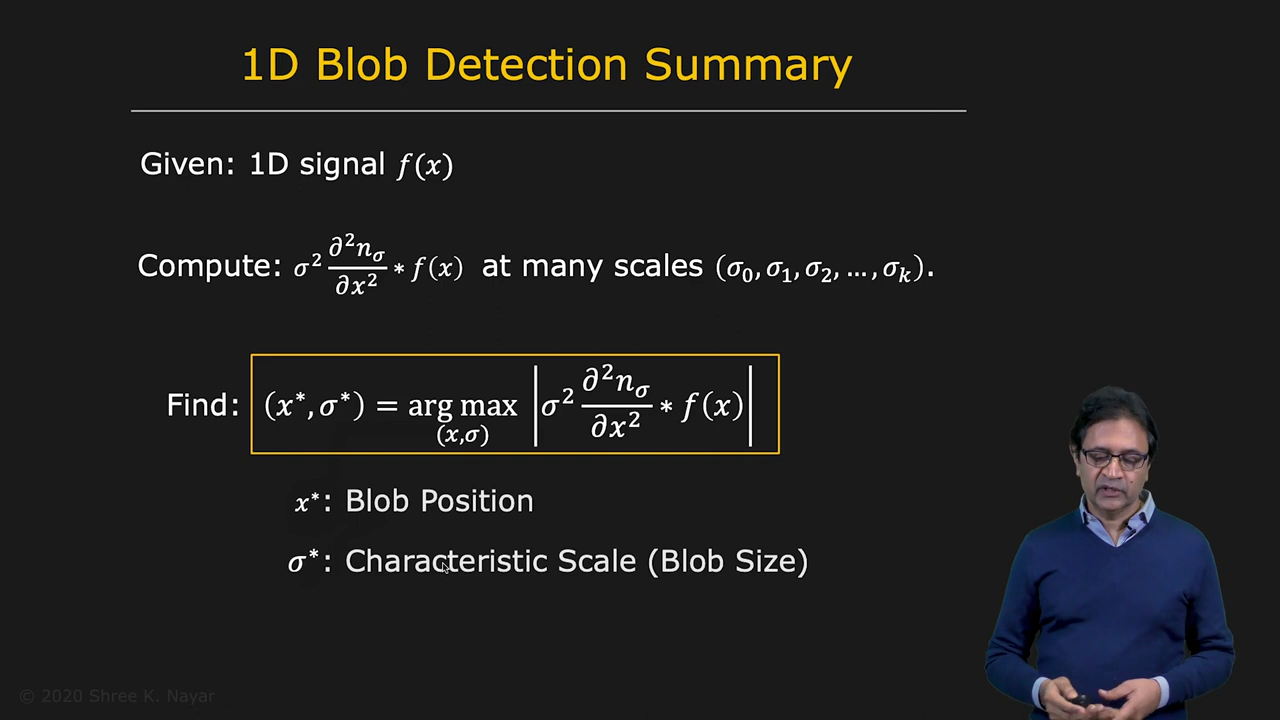 1D Blob Detection Summary
Given: 1D signal f(x)
Compute: σ² ∂²n_σ/∂x² ∗ f(x) at many scales (σ₀, σ₁, σ₂, …, σₖ).
Find: (x*, σ*) = arg max_(x,σ) |σ² ∂²n_σ/∂x² ∗ f(x)|
x*: Blob Position
σ*: Characteristic Scale (Blob Size)
© 2020 Shree K. Nayar